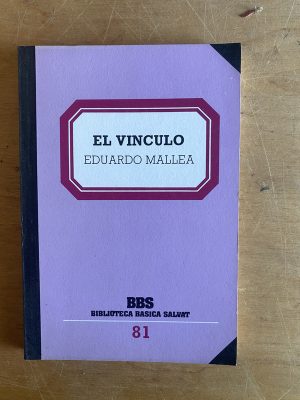 EL VINCULO
EDUARDO MALLEA
BBS
BIBLIOTECA BASICA SALVAT
81